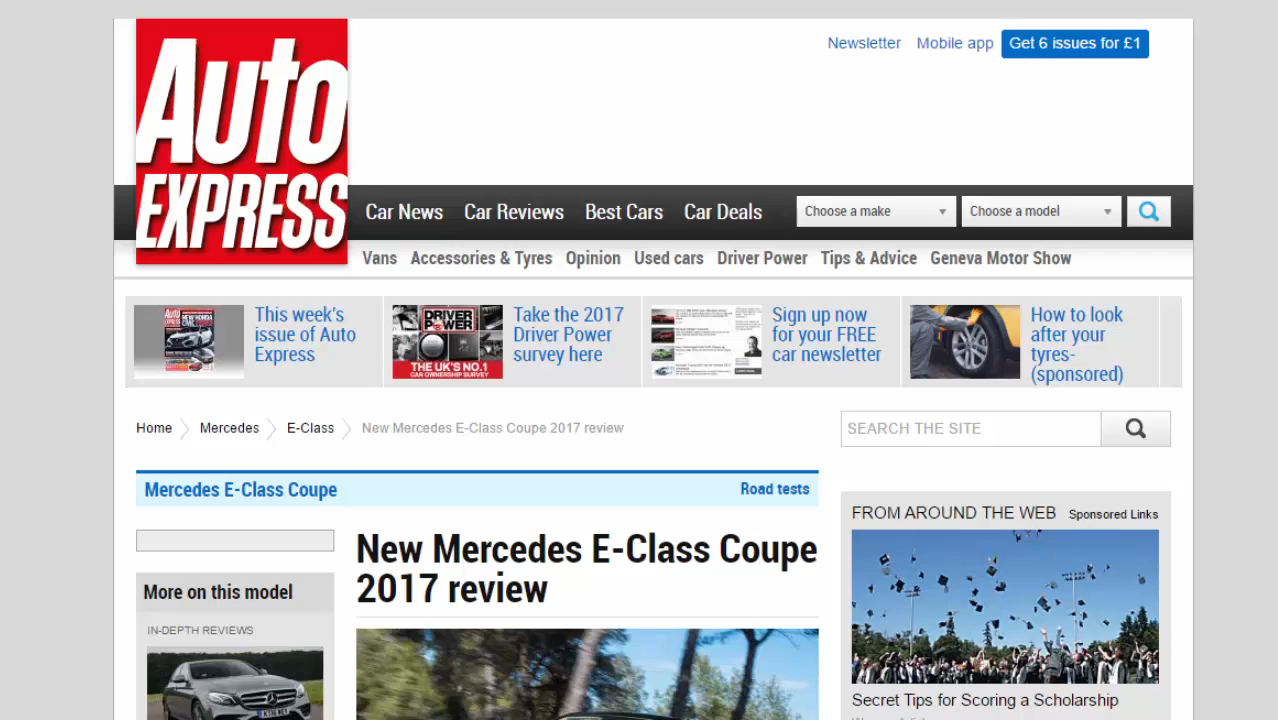 Auto
EXPRESS
Newsletter
Mobile app
Get 6 issues for £1
Car News
Car Reviews
Best Cars
Car Deals
Choose a make
Choose a model
Vans
Accessories & Tyres
Opinion
Used cars
Driver Power
Tips & Advice
Geneva Motor Show
This week's
issue of Auto
Express
DRIVER
POWER
THE UK'S NO.1
CAR OWNERSHIP SURVEY
Take the 2017
Driver Power
survey here
Sign up now
for your FREE
car newsletter
How to look
after your
tyres-
(sponsored)
Home
Mercedes
E-Class
New Mercedes E-Class Coupe 2017 review
SEARCH THE SITE
Mercedes E-Class Coupe
Road tests
New Mercedes E-Class Coupe
2017 review
More on this model
IN-DEPTH REVIEWS
FROM AROUND THE WEB
Sponsored Links
Secret Tips for Scoring a Scholarship